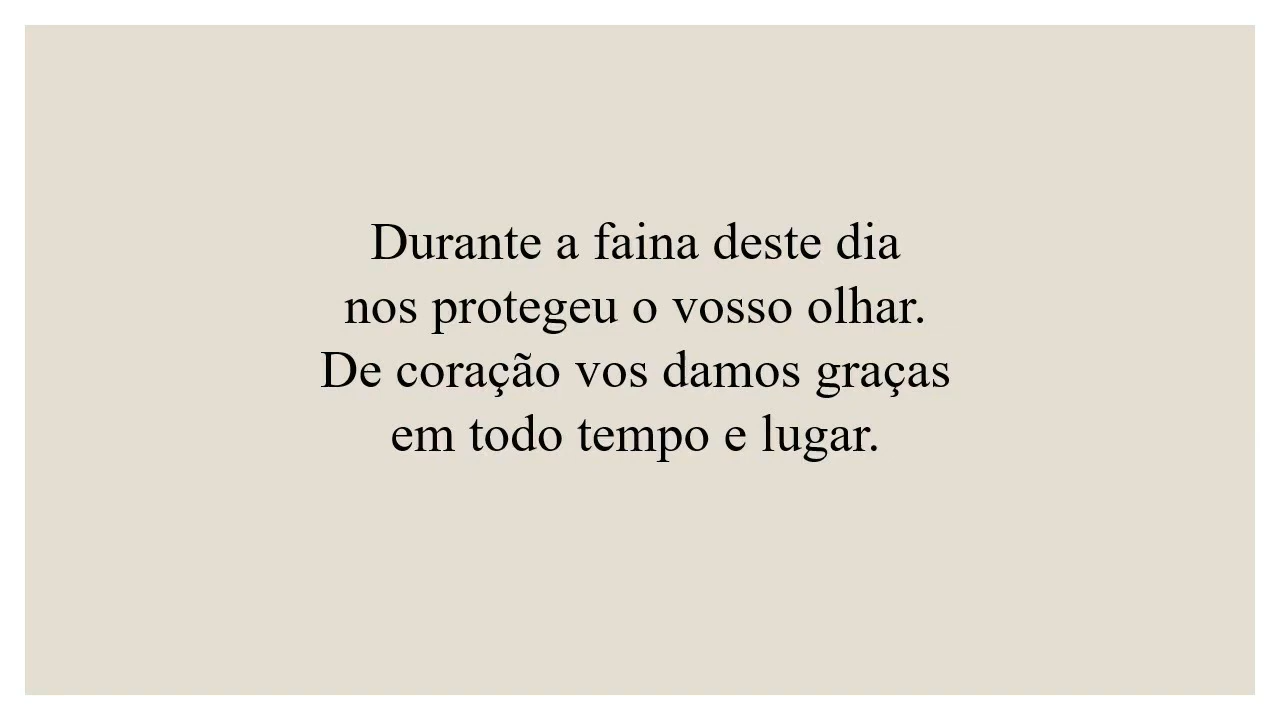 Durante a faina deste dia
nos protegeu o vosso olhar.
De coração vos damos graças
em todo tempo e lugar.